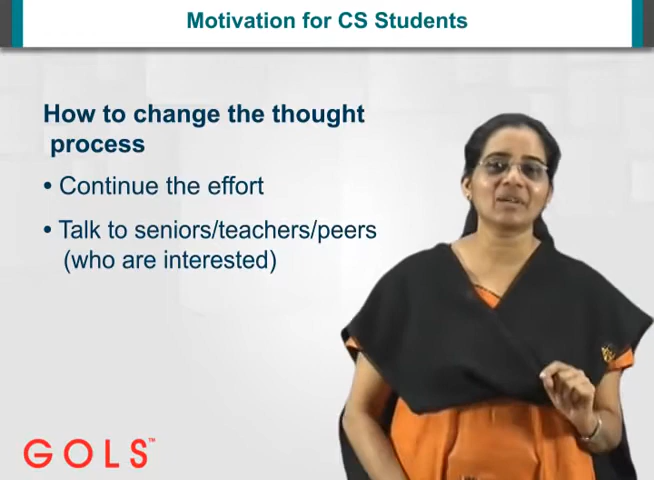 Motivation for CS Students
How to change the thought
process
• Continue the effort
• Talk to seniors/teachers/peers
(who are interested)
GOLS™